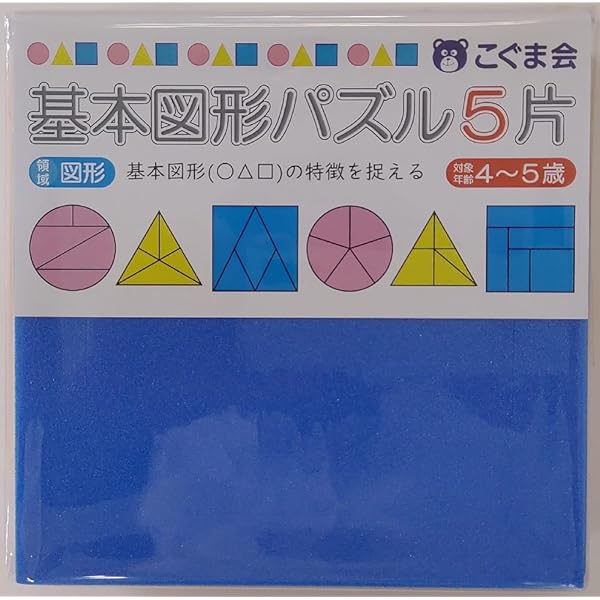 こぐま会
基本図形パズル5片
領域 図形 基本図形(○△□)の特徴を捉える 対象年齢 4～5歳